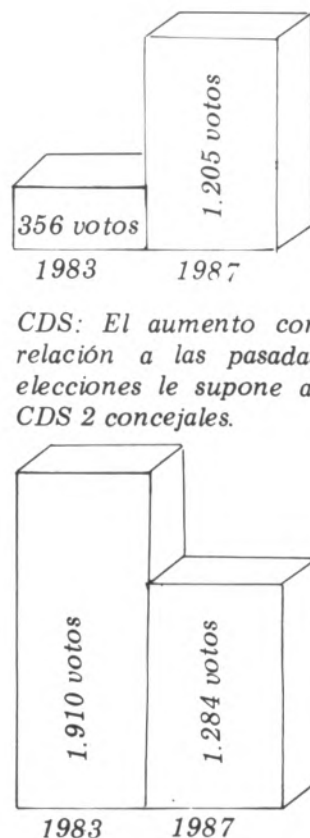 1.205 votos
356 votos
1983 1987
CDS: El aumento con
relación a las pasada
elecciones le supone a
CDS 2 concejales.
1.910 votos
1.284 votos
1983 1987